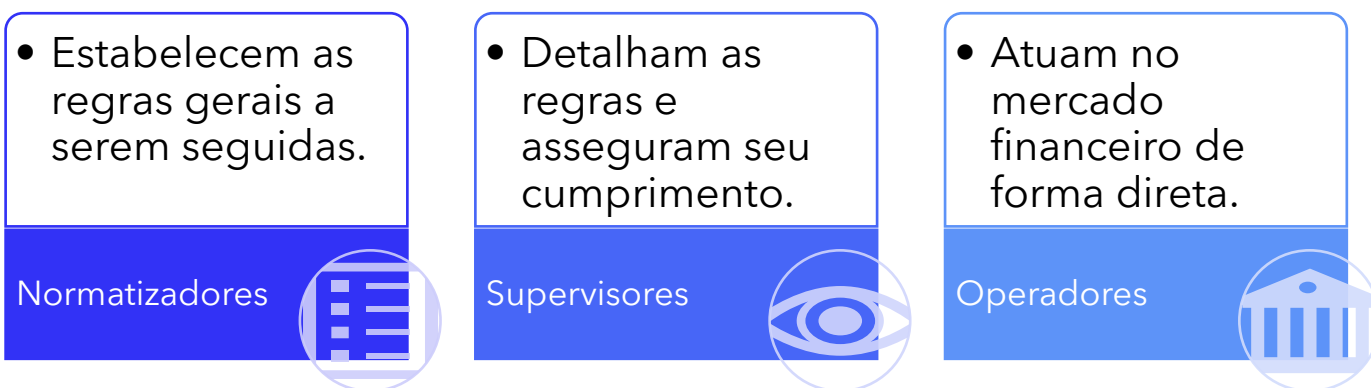 • Estabelecem as
regras gerais a
serem seguidas.
Normatizadores
• Detalham as
regras e
asseguram seu
cumprimento.
Supervisores
• Atuam no
mercado
financeiro de
forma direta.
Operadores